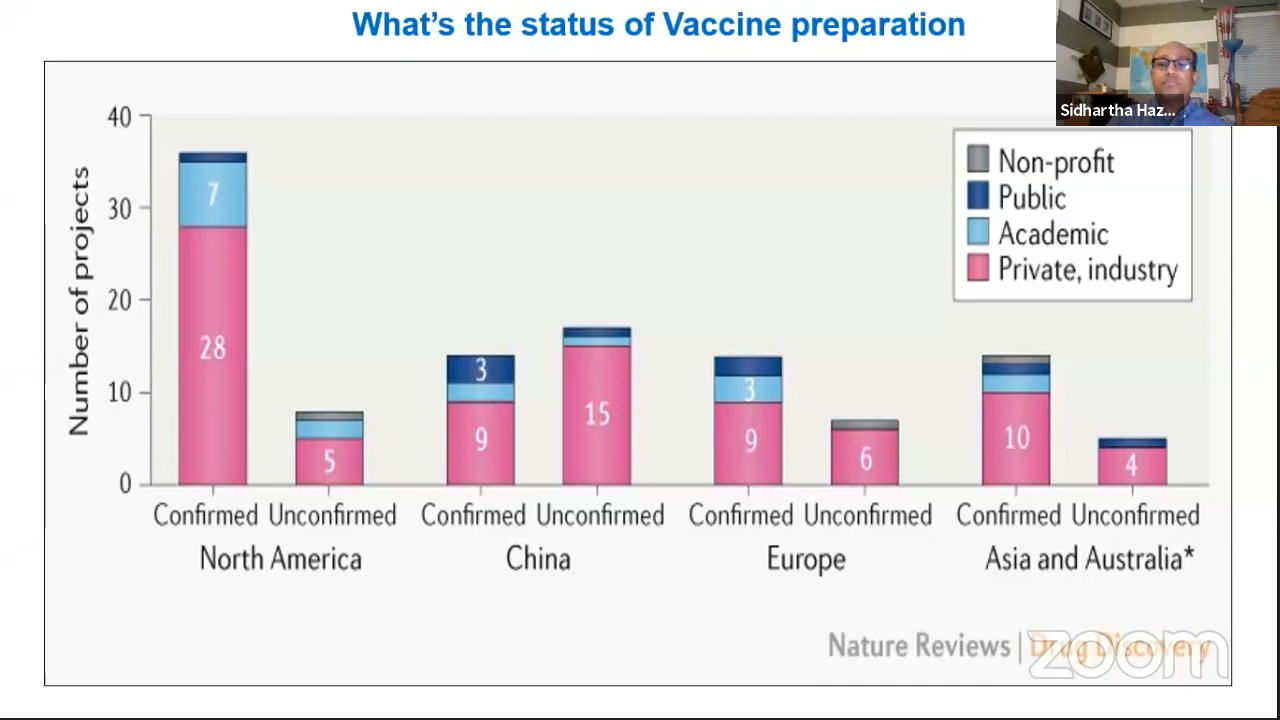 What's the status of Vaccine preparation
Sidhartha Haz...
Number of projects
40
30
20
10
0
Non-profit
Public
Academic
Private, industry
7
28
5
3
9
15
3
9
6
10
4
Confirmed Unconfirmed Confirmed Unconfirmed Confirmed Unconfirmed Confirmed Unconfirmed
North America China Europe Asia and Australia*
Nature Reviews | Drug Discovery
zoom